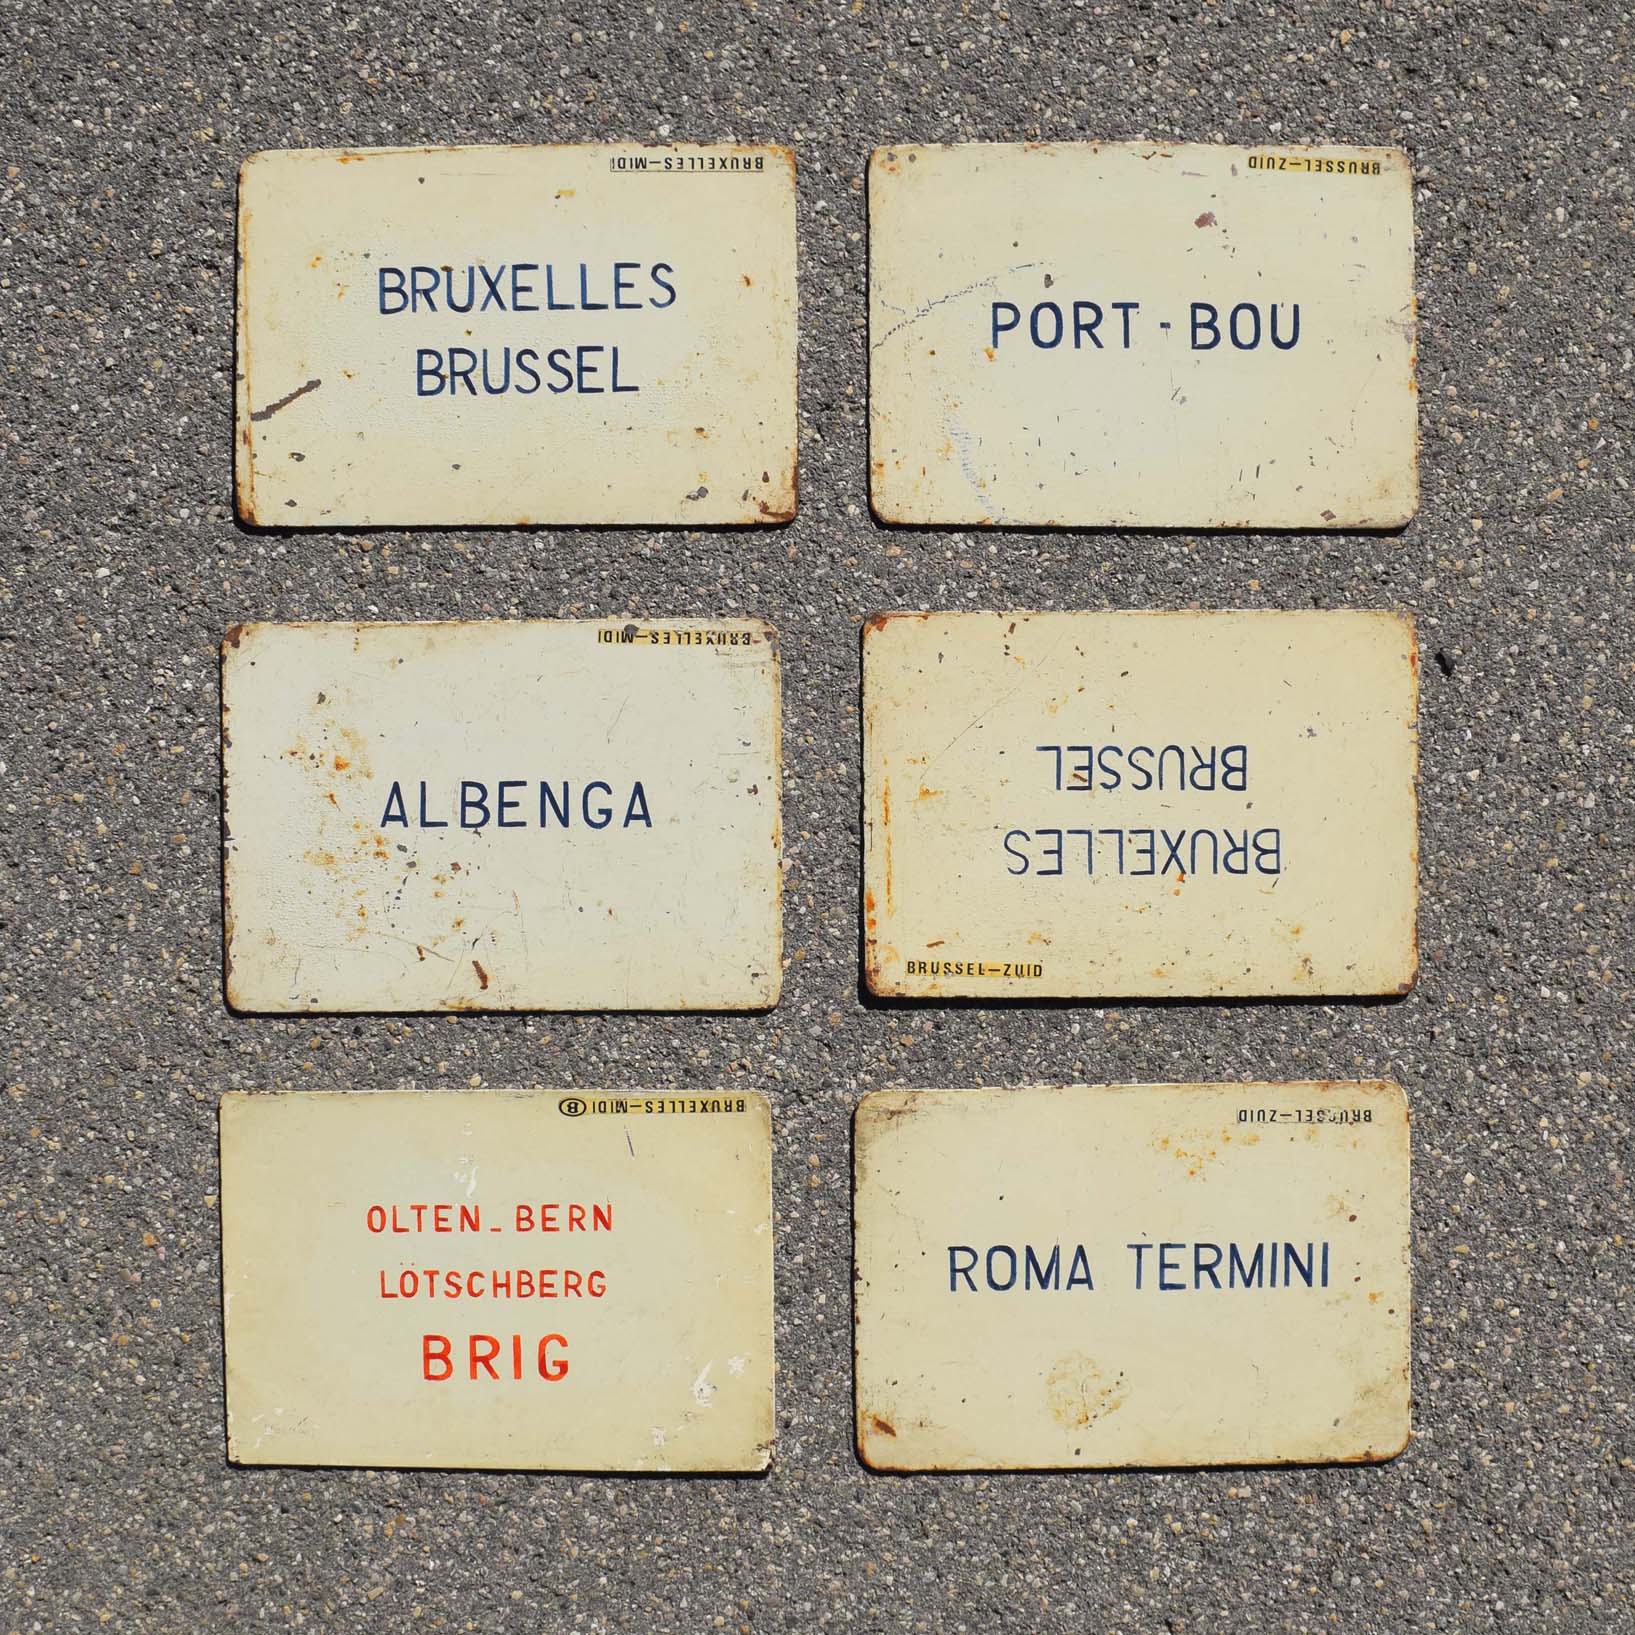 BRUXELLES-MIDI
BRUXELLES
BRUSSEL
BRUSSEL-ZUID
PORT-BOU
BRUXELLES-MIDI
ALBENGA
BRUXELLES
BRUSSEL
BRUSSEL-ZUID
BRUXELLES-MIDI B
OLTEN_BERN
LÖTSCHBERG
BRIG
BRUSSEL-ZUID
ROMA TERMINI